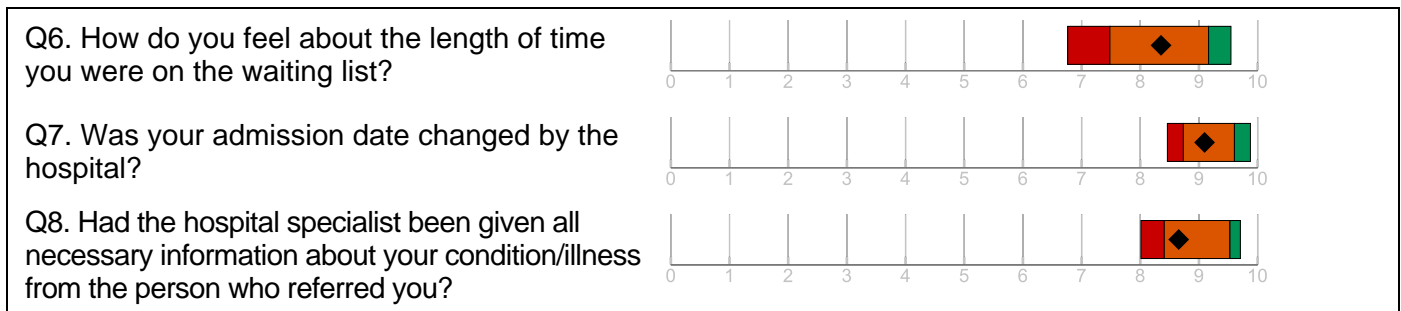 Q6. How do you feel about the length of time
you were on the waiting list?
0 1 2 3 4 5 6 7 8 9 10
Q7. Was your admission date changed by the
hospital?
0 1 2 3 4 5 6 7 8 9 10
Q8. Had the hospital specialist been given all
necessary information about your condition/illness
from the person who referred you?
0 1 2 3 4 5 6 7 8 9 10